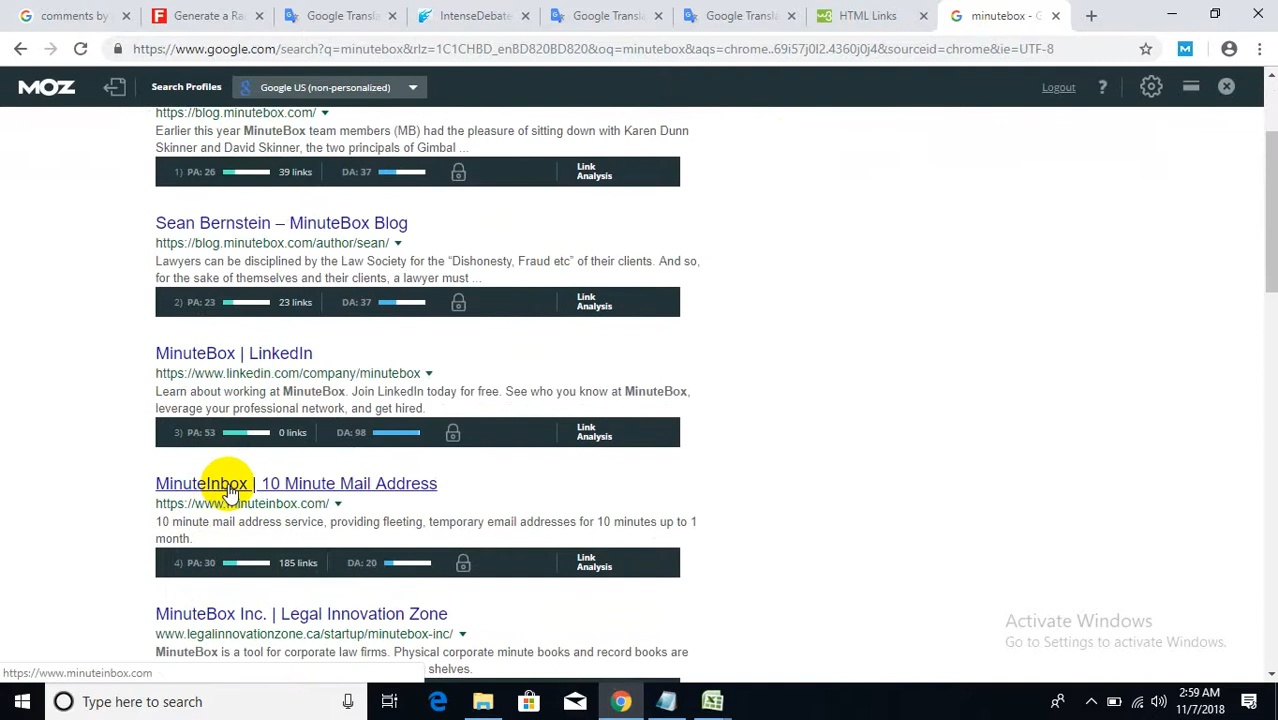 comments by
Generate a Ra
Google Transl
IntenseDebate
Google Transl
Google Transl
HTML Links
minutebox - G
https://www.google.com/search?q=minutebox&rlz=1C1CHBD_enBD820BD820&oq=minutebox&aqs=chrome..69i57j0l2.4360j0j4&sourceid=chrome&ie=UTF-8
MOZ Search Profiles Google US (non-personalized) Logout ?
https://blog.minutebox.com/
Earlier this year MinuteBox team members (MB) had the pleasure of sitting down with Karen Dunn
Skinner and David Skinner, the two principals of Gimbal ...
1) PA: 26 39 links DA: 37 Link Analysis
Sean Bernstein – MinuteBox Blog
https://blog.minutebox.com/author/sean/
Lawyers can be disciplined by the Law Society for the “Dishonesty, Fraud etc” of their clients. And so,
for the sake of themselves and their clients, a lawyer must ...
2) PA: 23 23 links DA: 37 Link Analysis
MinuteBox | LinkedIn
https://www.linkedin.com/company/minutebox
Learn about working at MinuteBox. Join LinkedIn today for free. See who you know at MinuteBox,
leverage your professional network, and get hired.
3) PA: 53 0 links DA: 98 Link Analysis
MinuteInbox | 10 Minute Mail Address
https://www.minuteinbox.com/
10 minute mail address service, providing fleeting, temporary email addresses for 10 minutes up to 1
month.
4) PA: 30 185 links DA: 20 Link Analysis
MinuteBox Inc. | Legal Innovation Zone
www.legalinnovationzone.ca/startup/minutebox-inc/
MinuteBox is a tool for corporate law firms. Physical corporate minute books and record books are
shelves.
https://www.minuteinbox.com
Activate Windows
Go to Settings to activate Windows.
Type here to search
2:59 AM
11/7/2018